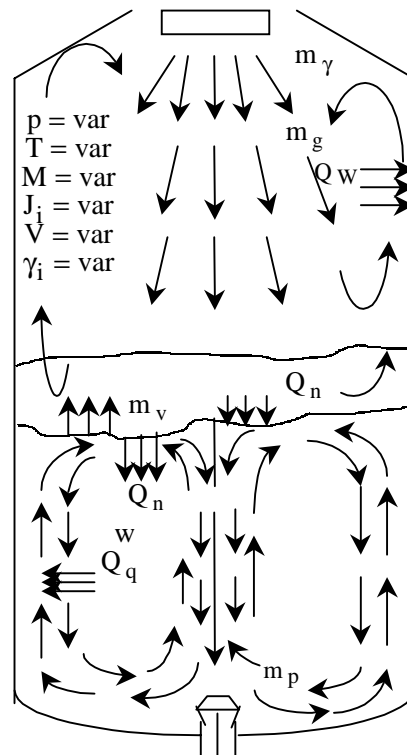 m γ
p = var
T = var
M = var
J i = var
V = var
γ i = var
m g
Q w
Q n
m v
Q n
w
Q q
m p